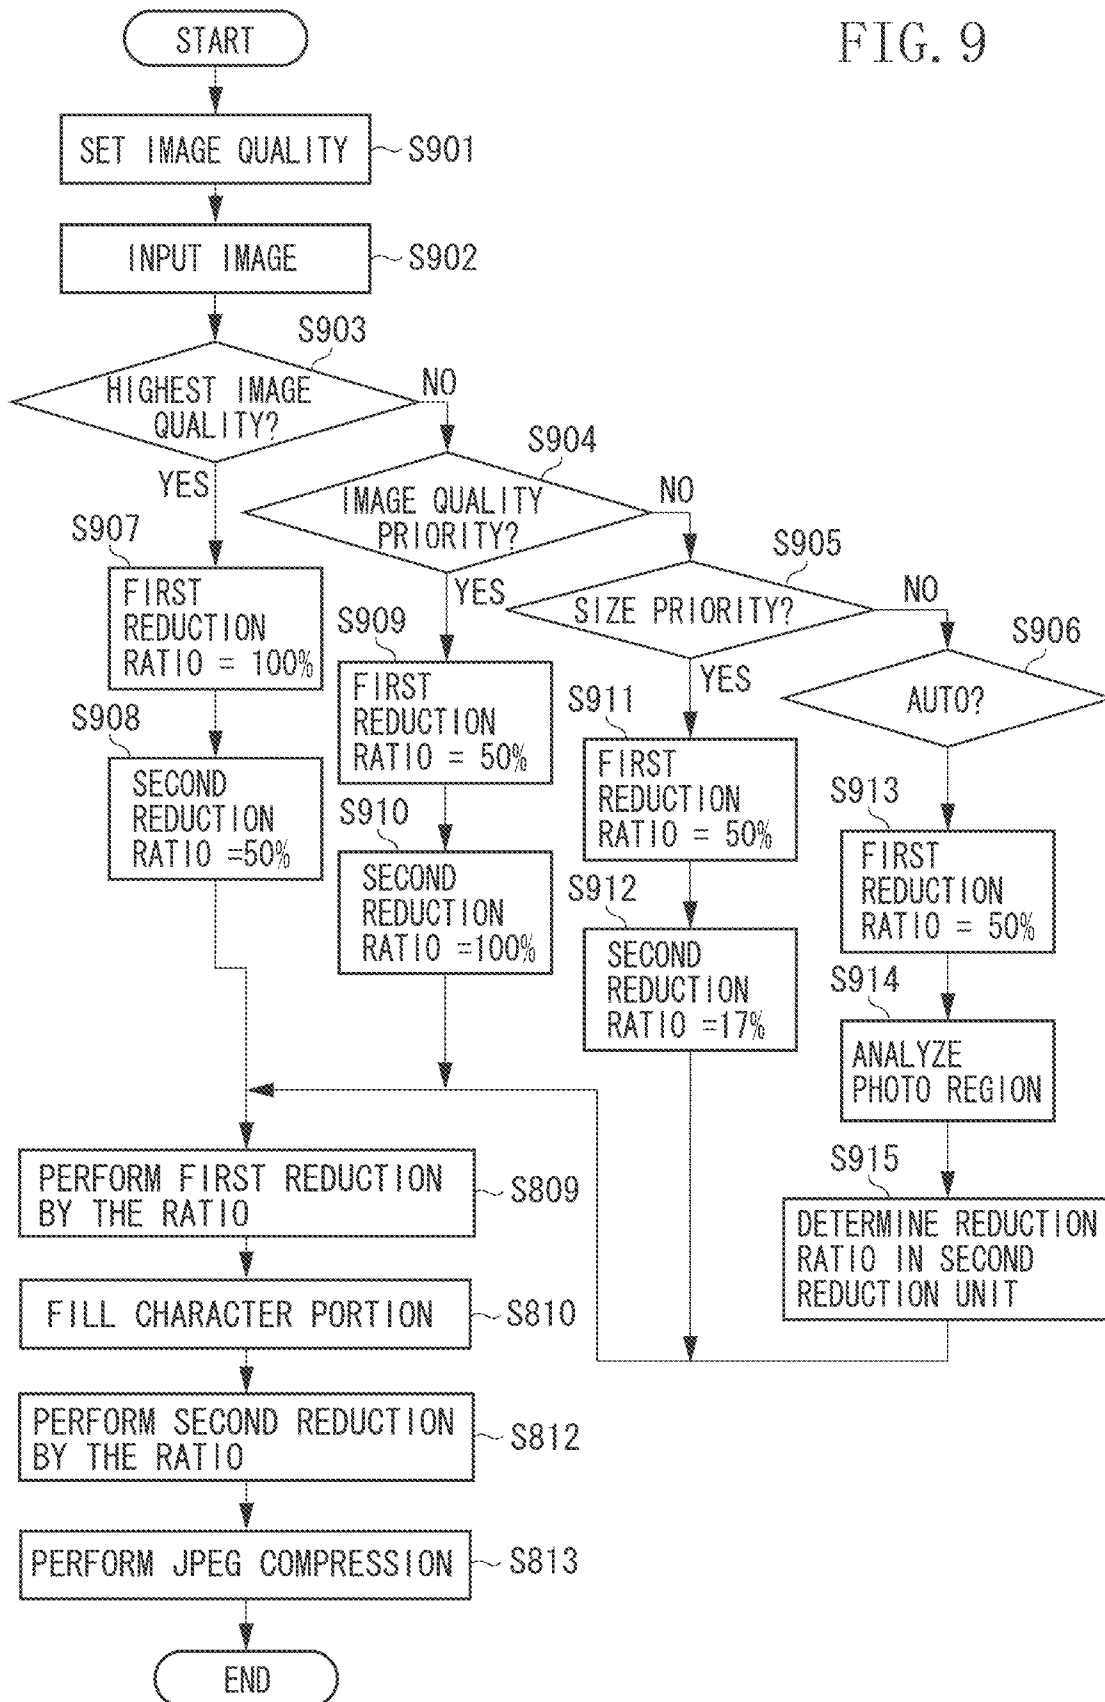 START
FIG. 9
SET IMAGE QUALITY
S901
INPUT IMAGE
S902
S903
HIGHEST IMAGE
QUALITY?
NO
YES
S904
IMAGE QUALITY
PRIORITY?
NO
YES
S905
SIZE PRIORITY?
NO
YES
S906
AUTO?
S907
FIRST
REDUCTION
RATIO = 100%
S908
SECOND
REDUCTION
RATIO =50%
S909
FIRST
REDUCTION
RATIO = 50%
S910
SECOND
REDUCTION
RATIO =100%
S911
FIRST
REDUCTION
RATIO = 50%
S912
SECOND
REDUCTION
RATIO =17%
S913
FIRST
REDUCTION
RATIO = 50%
S914
ANALYZE
PHOTO REGION
S915
DETERMINE REDUCTION
RATIO IN SECOND
REDUCTION UNIT
PERFORM FIRST REDUCTION
BY THE RATIO
S809
FILL CHARACTER PORTION
S810
PERFORM SECOND REDUCTION
BY THE RATIO
S812
PERFORM JPEG COMPRESSION
S813
END